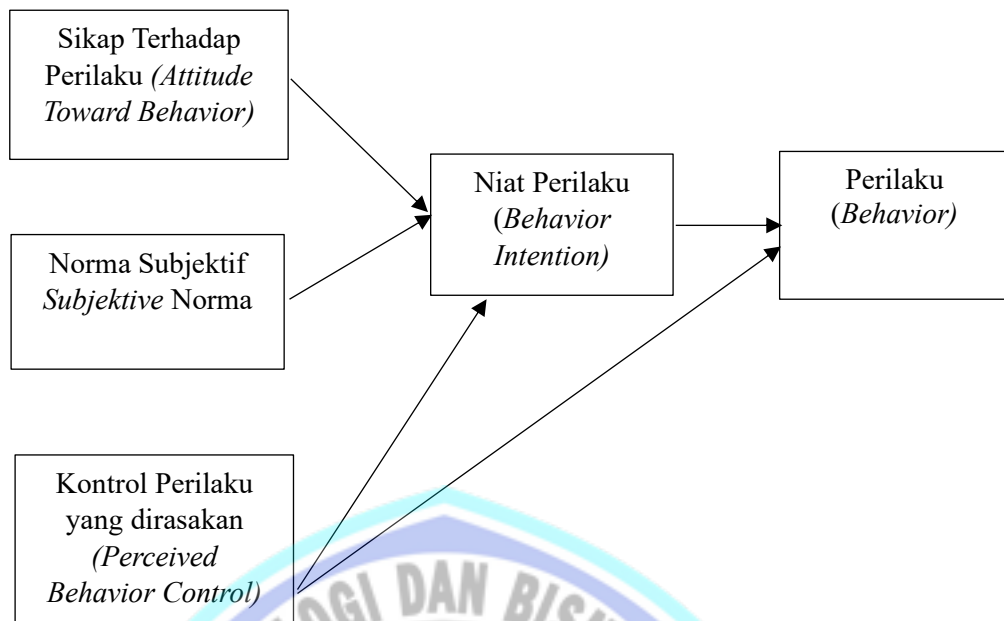 Sikap Terhadap
Perilaku (Attitude
Toward Behavior)
Niat Perilaku
(Behavior
Intention)
Perilaku
(Behavior)
Norma Subjektif
Subjektive Norma
Kontrol Perilaku
yang dirasakan
(Perceived
Behavior Control)
DAN